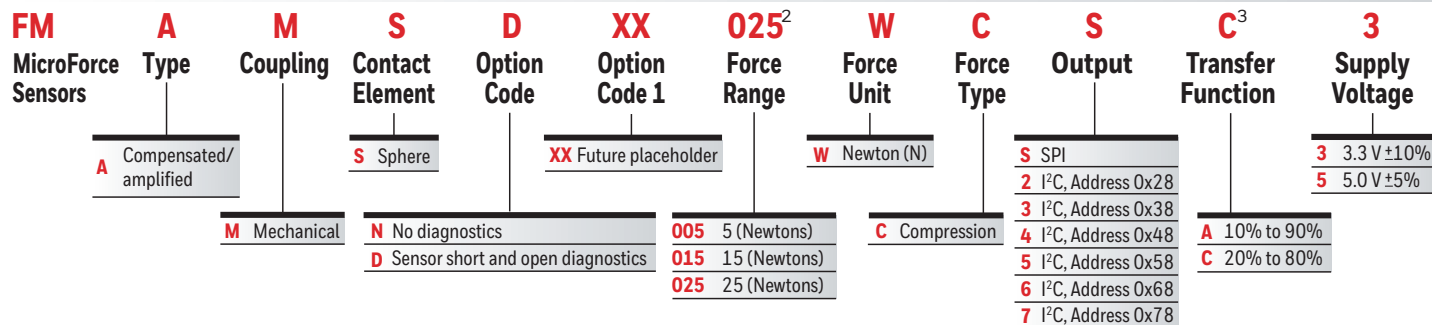 FM A M S D XX 025² W C S C³ 3
MicroForce Sensors
Type
Coupling
Contact Element
Option Code
Option Code 1
Force Range
Force Unit
Force Type
Output
Transfer Function
Supply Voltage
A Compensated/ amplified
M Mechanical
S Sphere
N No diagnostics
D Sensor short and open diagnostics
XX Future placeholder
005 5 (Newtons)
015 15 (Newtons)
025 25 (Newtons)
W Newton (N)
C Compression
S SPI
2 I²C, Address 0x28
3 I²C, Address 0x38
4 I²C, Address 0x48
5 I²C, Address 0x58
6 I²C, Address 0x68
7 I²C, Address 0x78
A 10% to 90%
C 20% to 80%
3 3.3 V ±10%
5 5.0 V ±5%